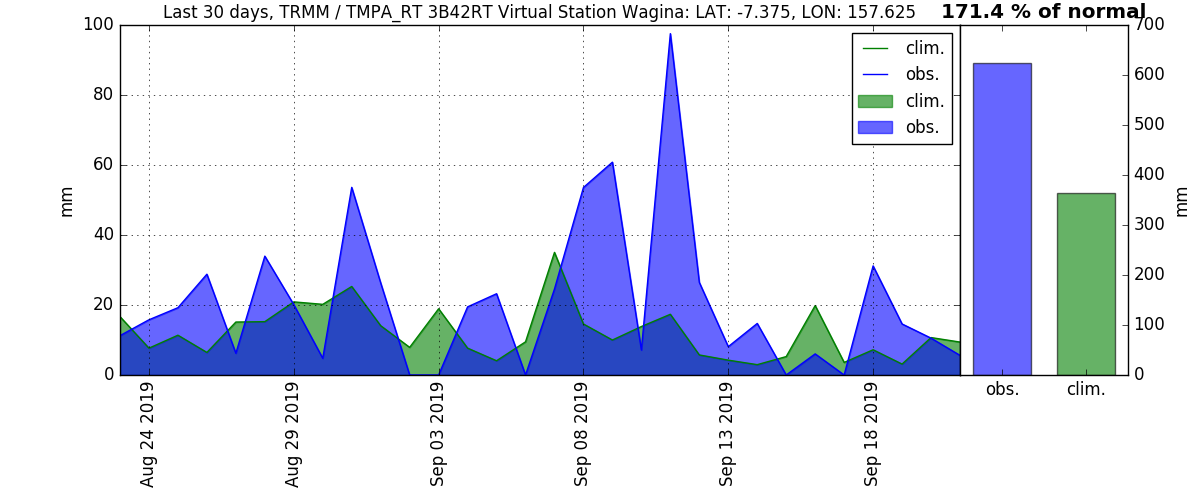 Last 30 days, TRMM / TMPA_RT 3B42RT Virtual Station Wagina: LAT: -7.375, LON: 157.625
171.4 % of normal
100
80
60
40
20
0
mm
clim.
obs.
clim.
obs.
700
600
500
400
300
200
100
0
mm
obs.
clim.
Aug 24 2019
Aug 29 2019
Sep 03 2019
Sep 08 2019
Sep 13 2019
Sep 18 2019